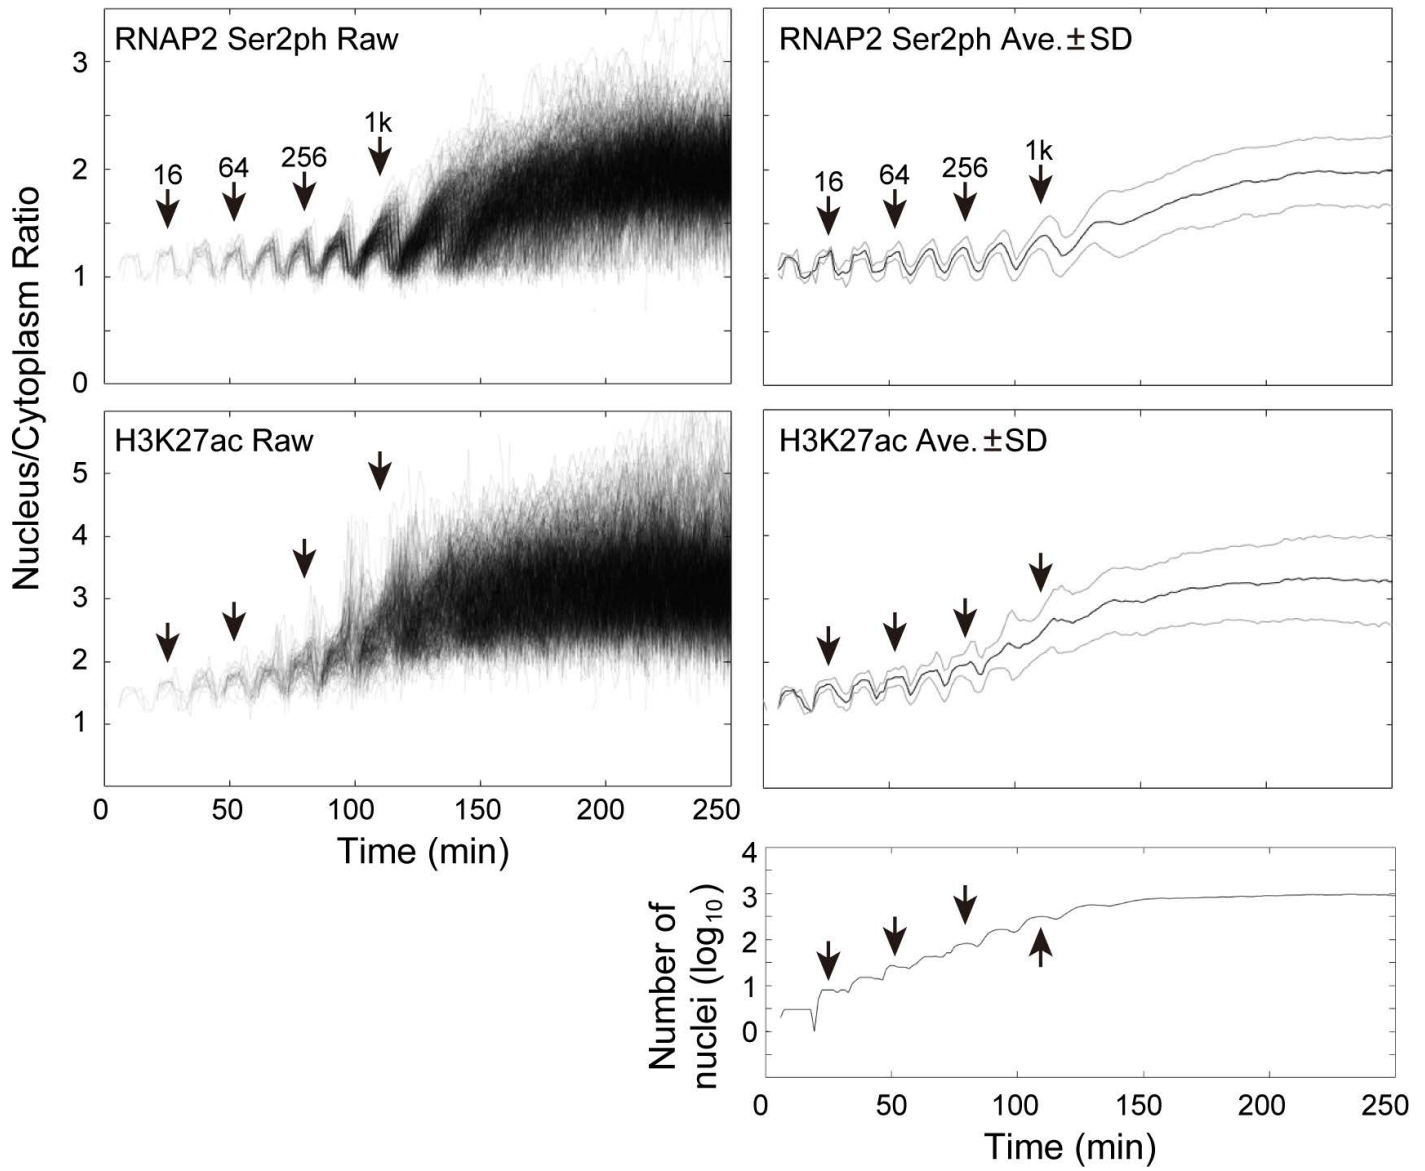 RNAP2 Ser2ph Raw
RNAP2 Ser2ph Ave.±SD
Nucleus/Cytoplasm Ratio
3
2
1
0
16
64
256
1k
16
64
256
1k
H3K27ac Raw
H3K27ac Ave.±SD
5
4
3
2
1
0
50
100
150
200
250
Time (min)
Number of
nuclei (log10)
4
3
2
1
0
0
50
100
150
200
250
Time (min)